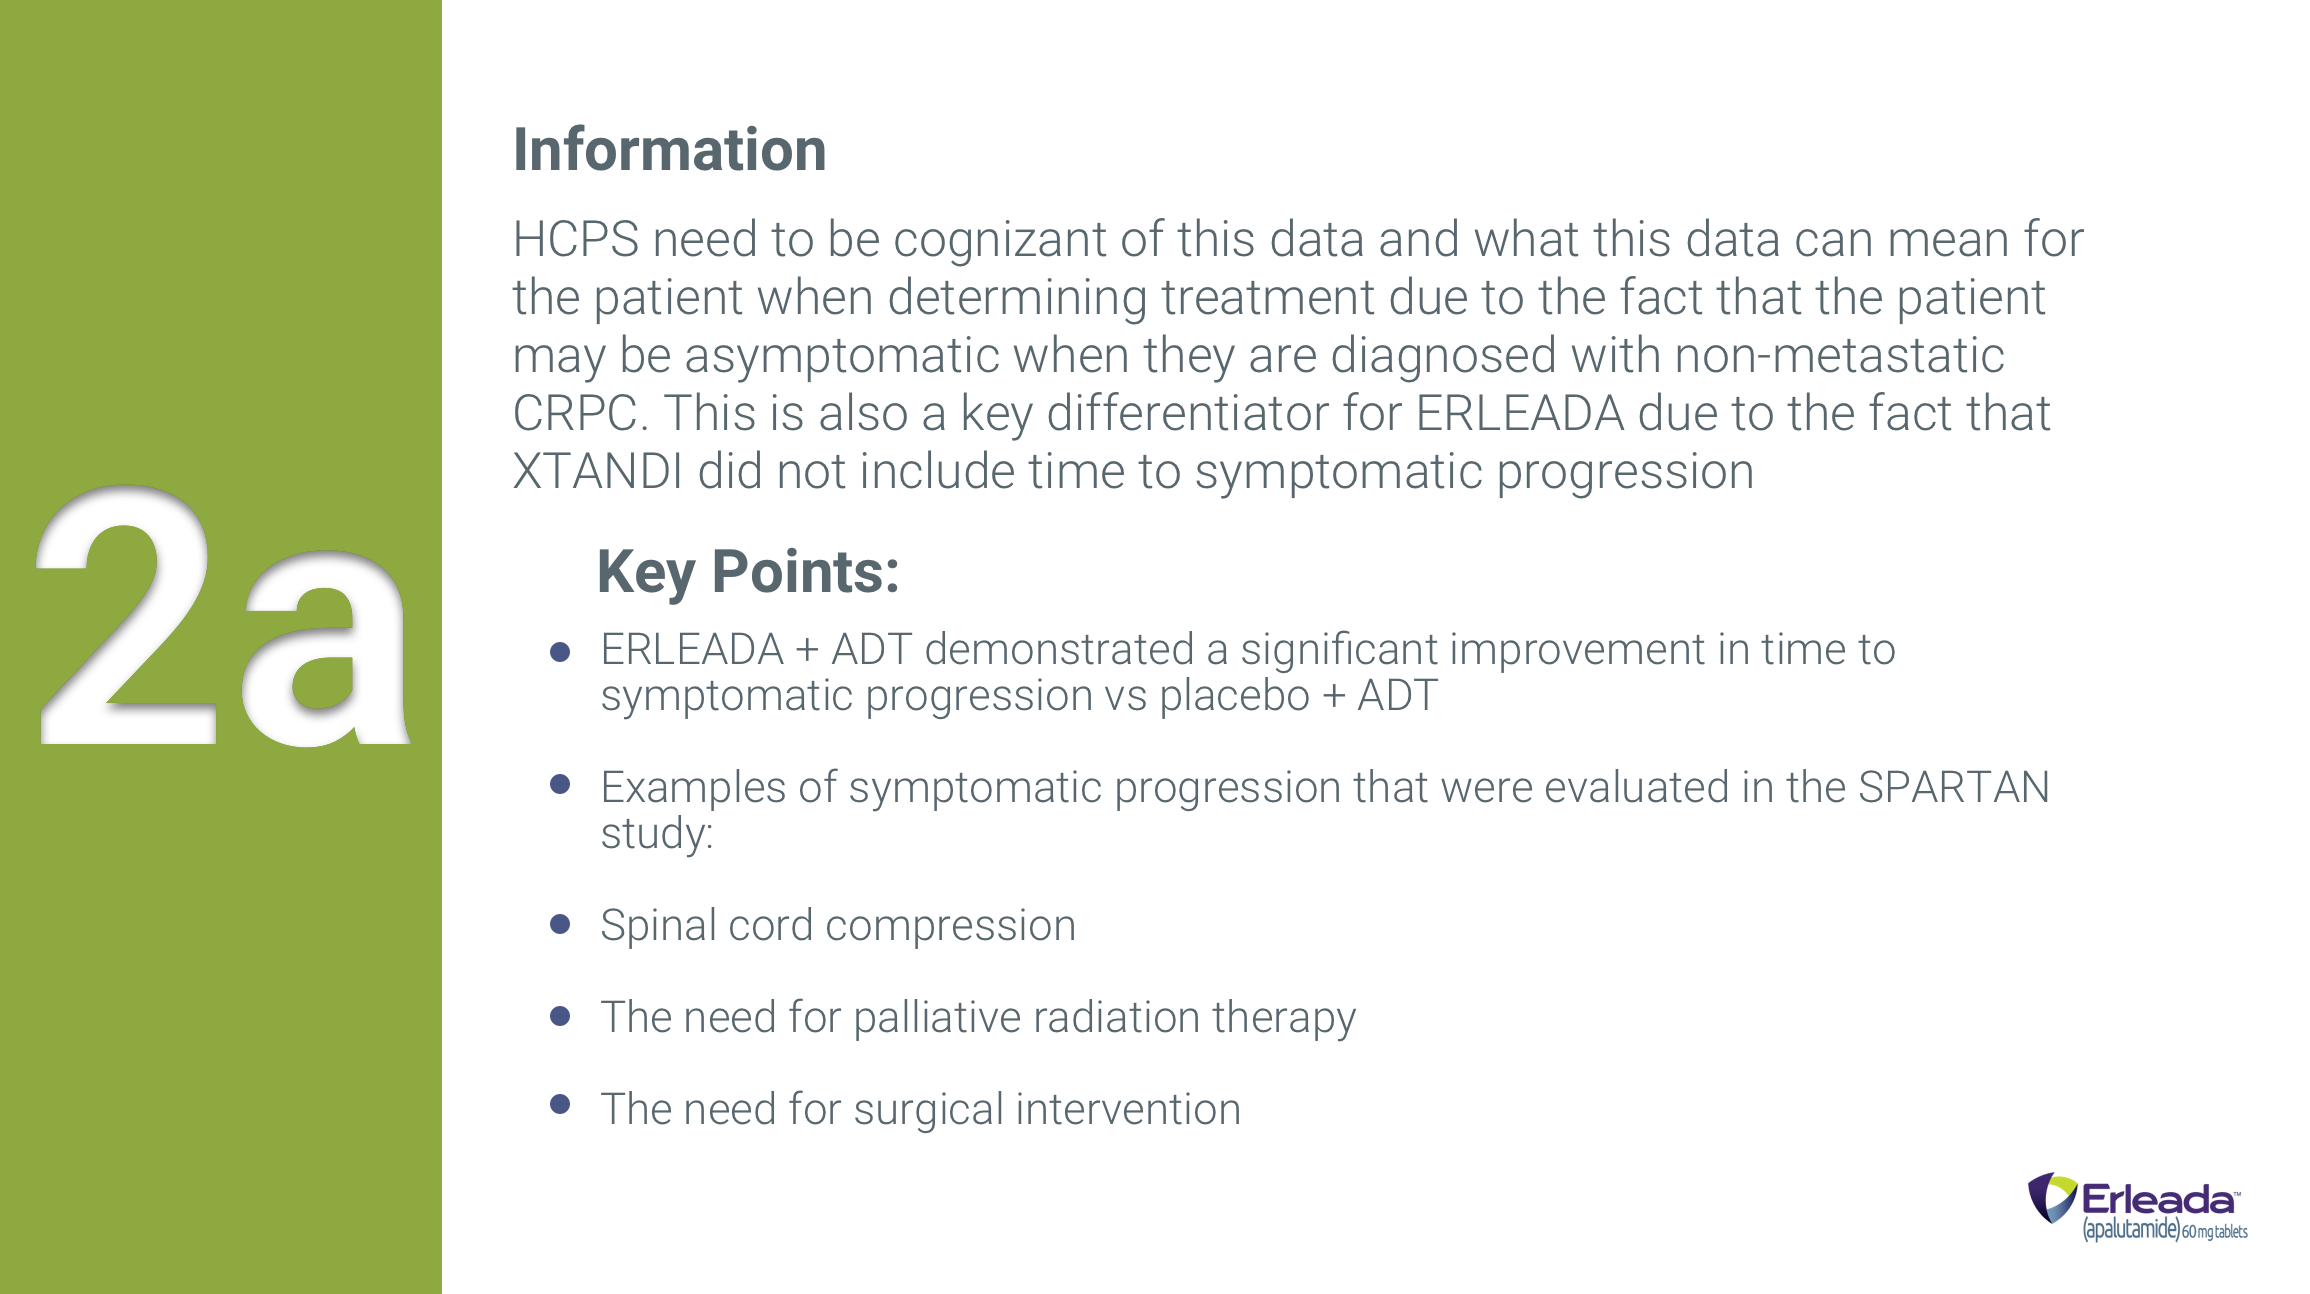 2a
Information
HCPS need to be cognizant of this data and what this data can mean for
the patient when determining treatment due to the fact that the patient
may be asymptomatic when they are diagnosed with non-metastatic
CRPC. This is also a key differentiator for ERLEADA due to the fact that
XTANDI did not include time to symptomatic progression
Key Points:
● ERLEADA + ADT demonstrated a significant improvement in time to
symptomatic progression vs placebo + ADT
● Examples of symptomatic progression that were evaluated in the SPARTAN
study:
● Spinal cord compression
● The need for palliative radiation therapy
● The need for surgical intervention
Erleada™
(apalutamide) 60 mg tablets